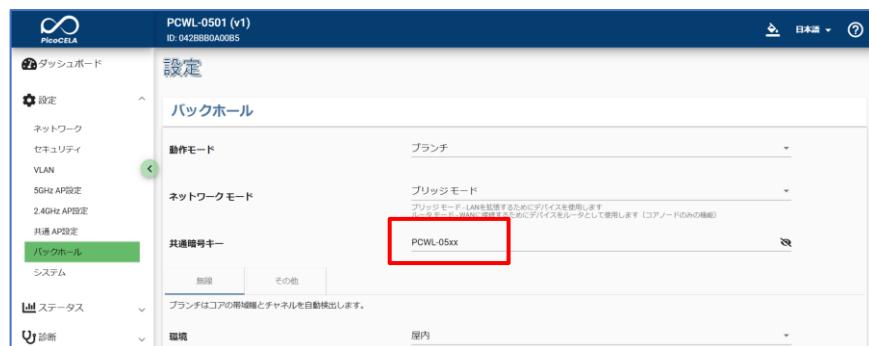 PicoCELA
PCWL-0501 (v1)
ID: 042BBB0A00B5
日本語
ダッシュボード
設定
ネットワーク
セキュリティ
VLAN
5GHz AP設定
2.4GHz AP設定
共通 AP設定
バックホール
システム
ステータス
診断
設定
バックホール
動作モード
ブランチ
ネットワーク モード
ブリッジ モード
ブリッジ モード - LANを拡張するためにデバイスを使用します
ルータ モード - WANに接続するためにデバイスをルータとして使用します（コアノードのみの機能）
共通暗号キー
PCWL-05xx
無線
その他
ブランチはコアの帯域幅とチャネルを自動検出します。
環境
屋内